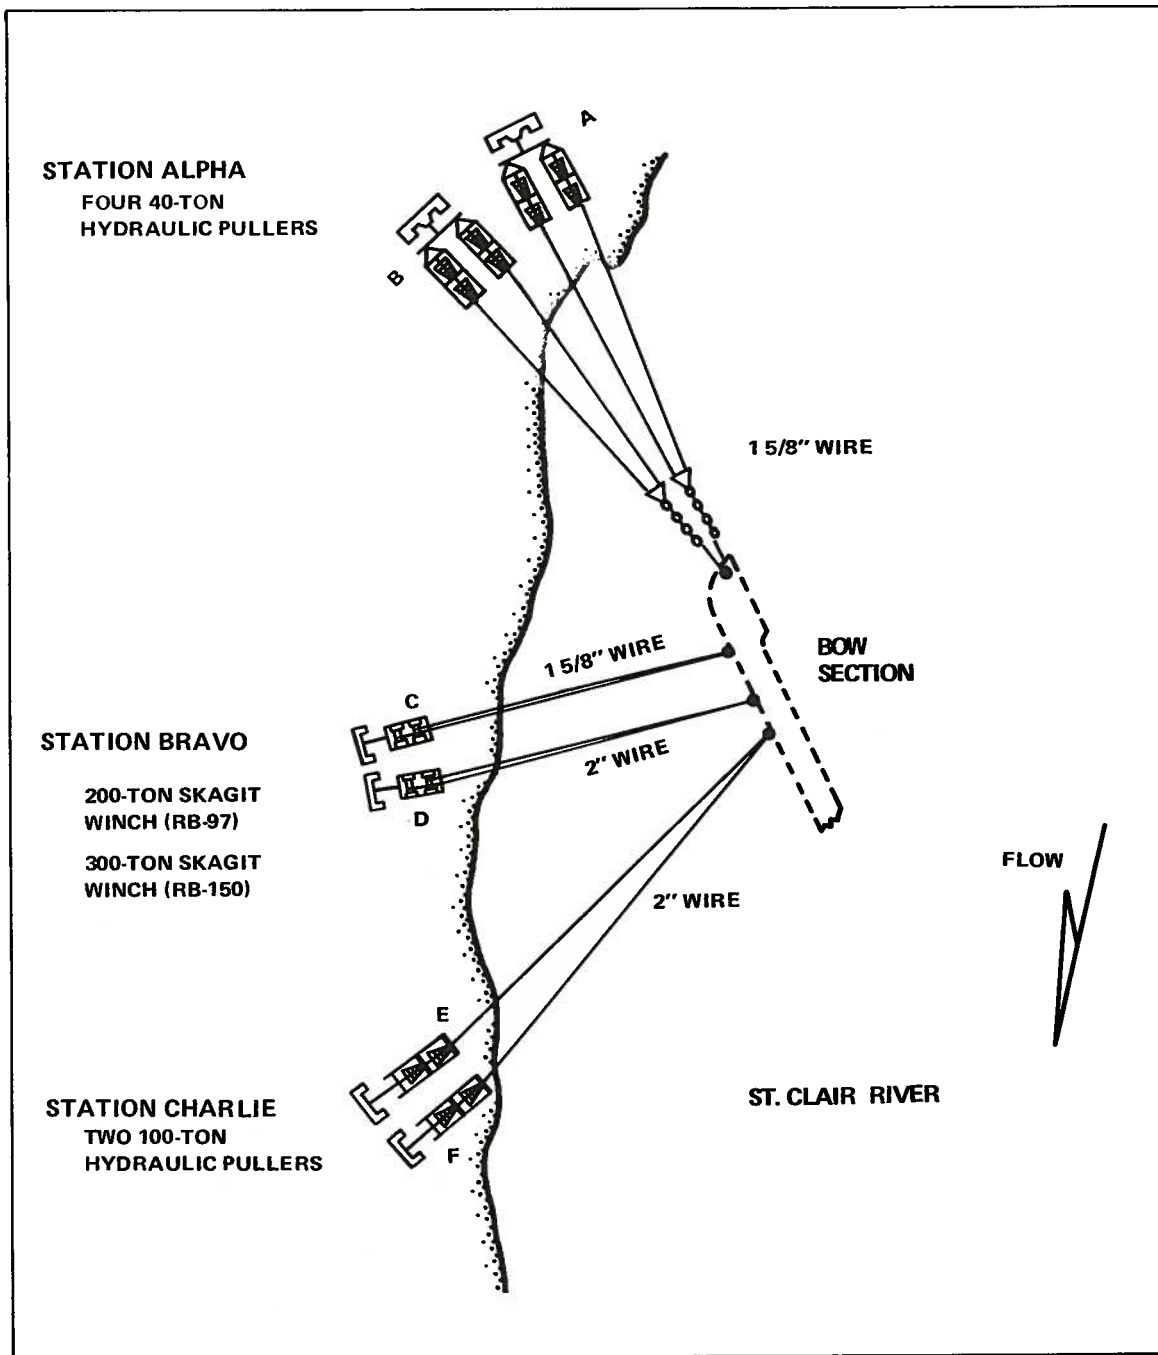 A
STATION ALPHA
FOUR 40-TON
HYDRAULIC PULLERS
B
1 5/8" WIRE
BOW
SECTION
1 5/8" WIRE
C
STATION BRAVO
2" WIRE
200-TON SKAGIT
WINCH (RB-97)
D
300-TON SKAGIT
WINCH (RB-150)
FLOW
2" WIRE
E
STATION CHARLIE
TWO 100-TON
HYDRAULIC PULLERS
F
ST. CLAIR RIVER